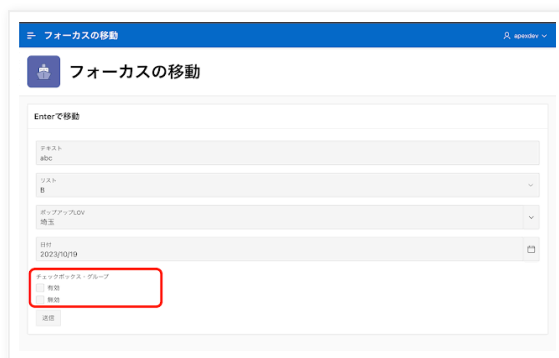 フォーカスの移動
apexdev
フォーカスの移動
Enterで移動
テキスト
abc
リスト
B
ポップアップLOV
埼玉
日付
2023/10/19
チェックボックス・グループ
有効
無効
送信